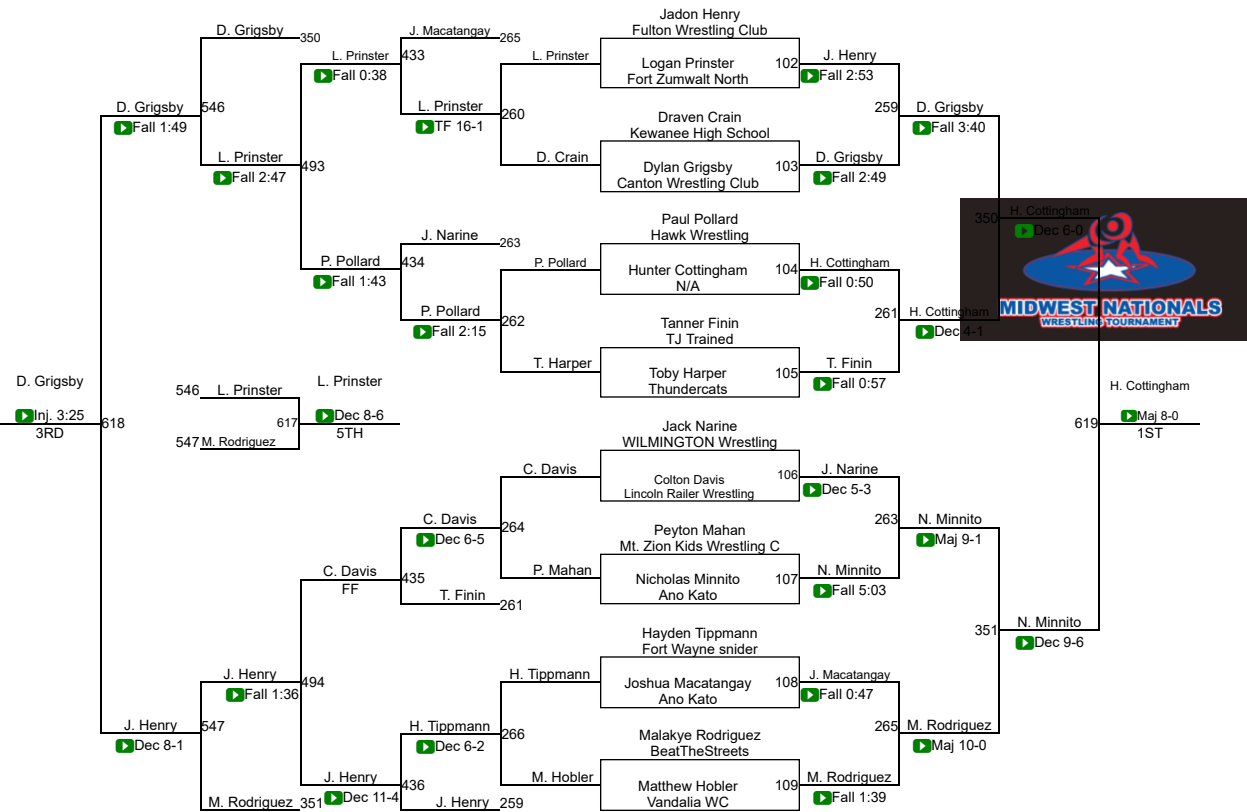 Jadon Henry
Fulton Wrestling Club
D. Grigsby
350
J. Macatangay
265
L. Prinster
433
L. Prinster
Logan Prinster
102
J. Henry
Fall 0:38
Fort Zumwalt North
Fall 2:53
D. Grigsby
546
L. Prinster
260
259
D. Grigsby
Fall 1:49
TF 16-1
Draven Crain
Fall 3:40
Kewanee High School
L. Prinster
493
D. Crain
Dylan Grigsby
103
D. Grigsby
Fall 2:47
Canton Wrestling Club
Fall 2:49
Paul Pollard
350
H. Cottingham
J. Narine
263
Hawk Wrestling
Dec 6-0
P. Pollard
434
P. Pollard
Hunter Cottingham
104
H. Cottingham
Fall 1:43
N/A
Fall 0:50
P. Pollard
262
261
H. Cottingham
MIDWEST NATIONALS
WRESTLING TOURNAMENT
Fall 2:15
Tanner Finin
Dec 4-1
TJ Trained
T. Harper
Toby Harper
105
T. Finin
Thundercats
Fall 0:57
D. Grigsby
546
L. Prinster
L. Prinster
H. Cottingham
Inj. 3:25
618
617
Dec 8-6
619
Maj 8-0
3RD
5TH
1ST
547
M. Rodriguez
Jack Narine
WILMINGTON Wrestling
C. Davis
Colton Davis
106
J. Narine
Lincoln Railer Wrestling
Dec 5-3
C. Davis
264
263
N. Minnito
Dec 6-5
Peyton Mahan
Maj 9-1
Mt. Zion Kids Wrestling C
C. Davis
435
P. Mahan
Nicholas Minnito
107
N. Minnito
FF
Ano Kato
Fall 5:03
T. Finin
261
351
N. Minnito
Hayden Tippmann
Dec 9-6
Fort Wayne snider
J. Henry
494
H. Tippmann
Joshua Macatangay
108
J. Macatangay
Fall 1:36
Ano Kato
Fall 0:47
J. Henry
547
H. Tippmann
266
265
M. Rodriguez
Dec 8-1
Dec 6-2
Malakye Rodriguez
Maj 10-0
BeatTheStreets
J. Henry
436
M. Hobler
Matthew Hobler
109
M. Rodriguez
M. Rodriguez
351
Dec 11-4
J. Henry
259
Vandalia WC
Fall 1:39